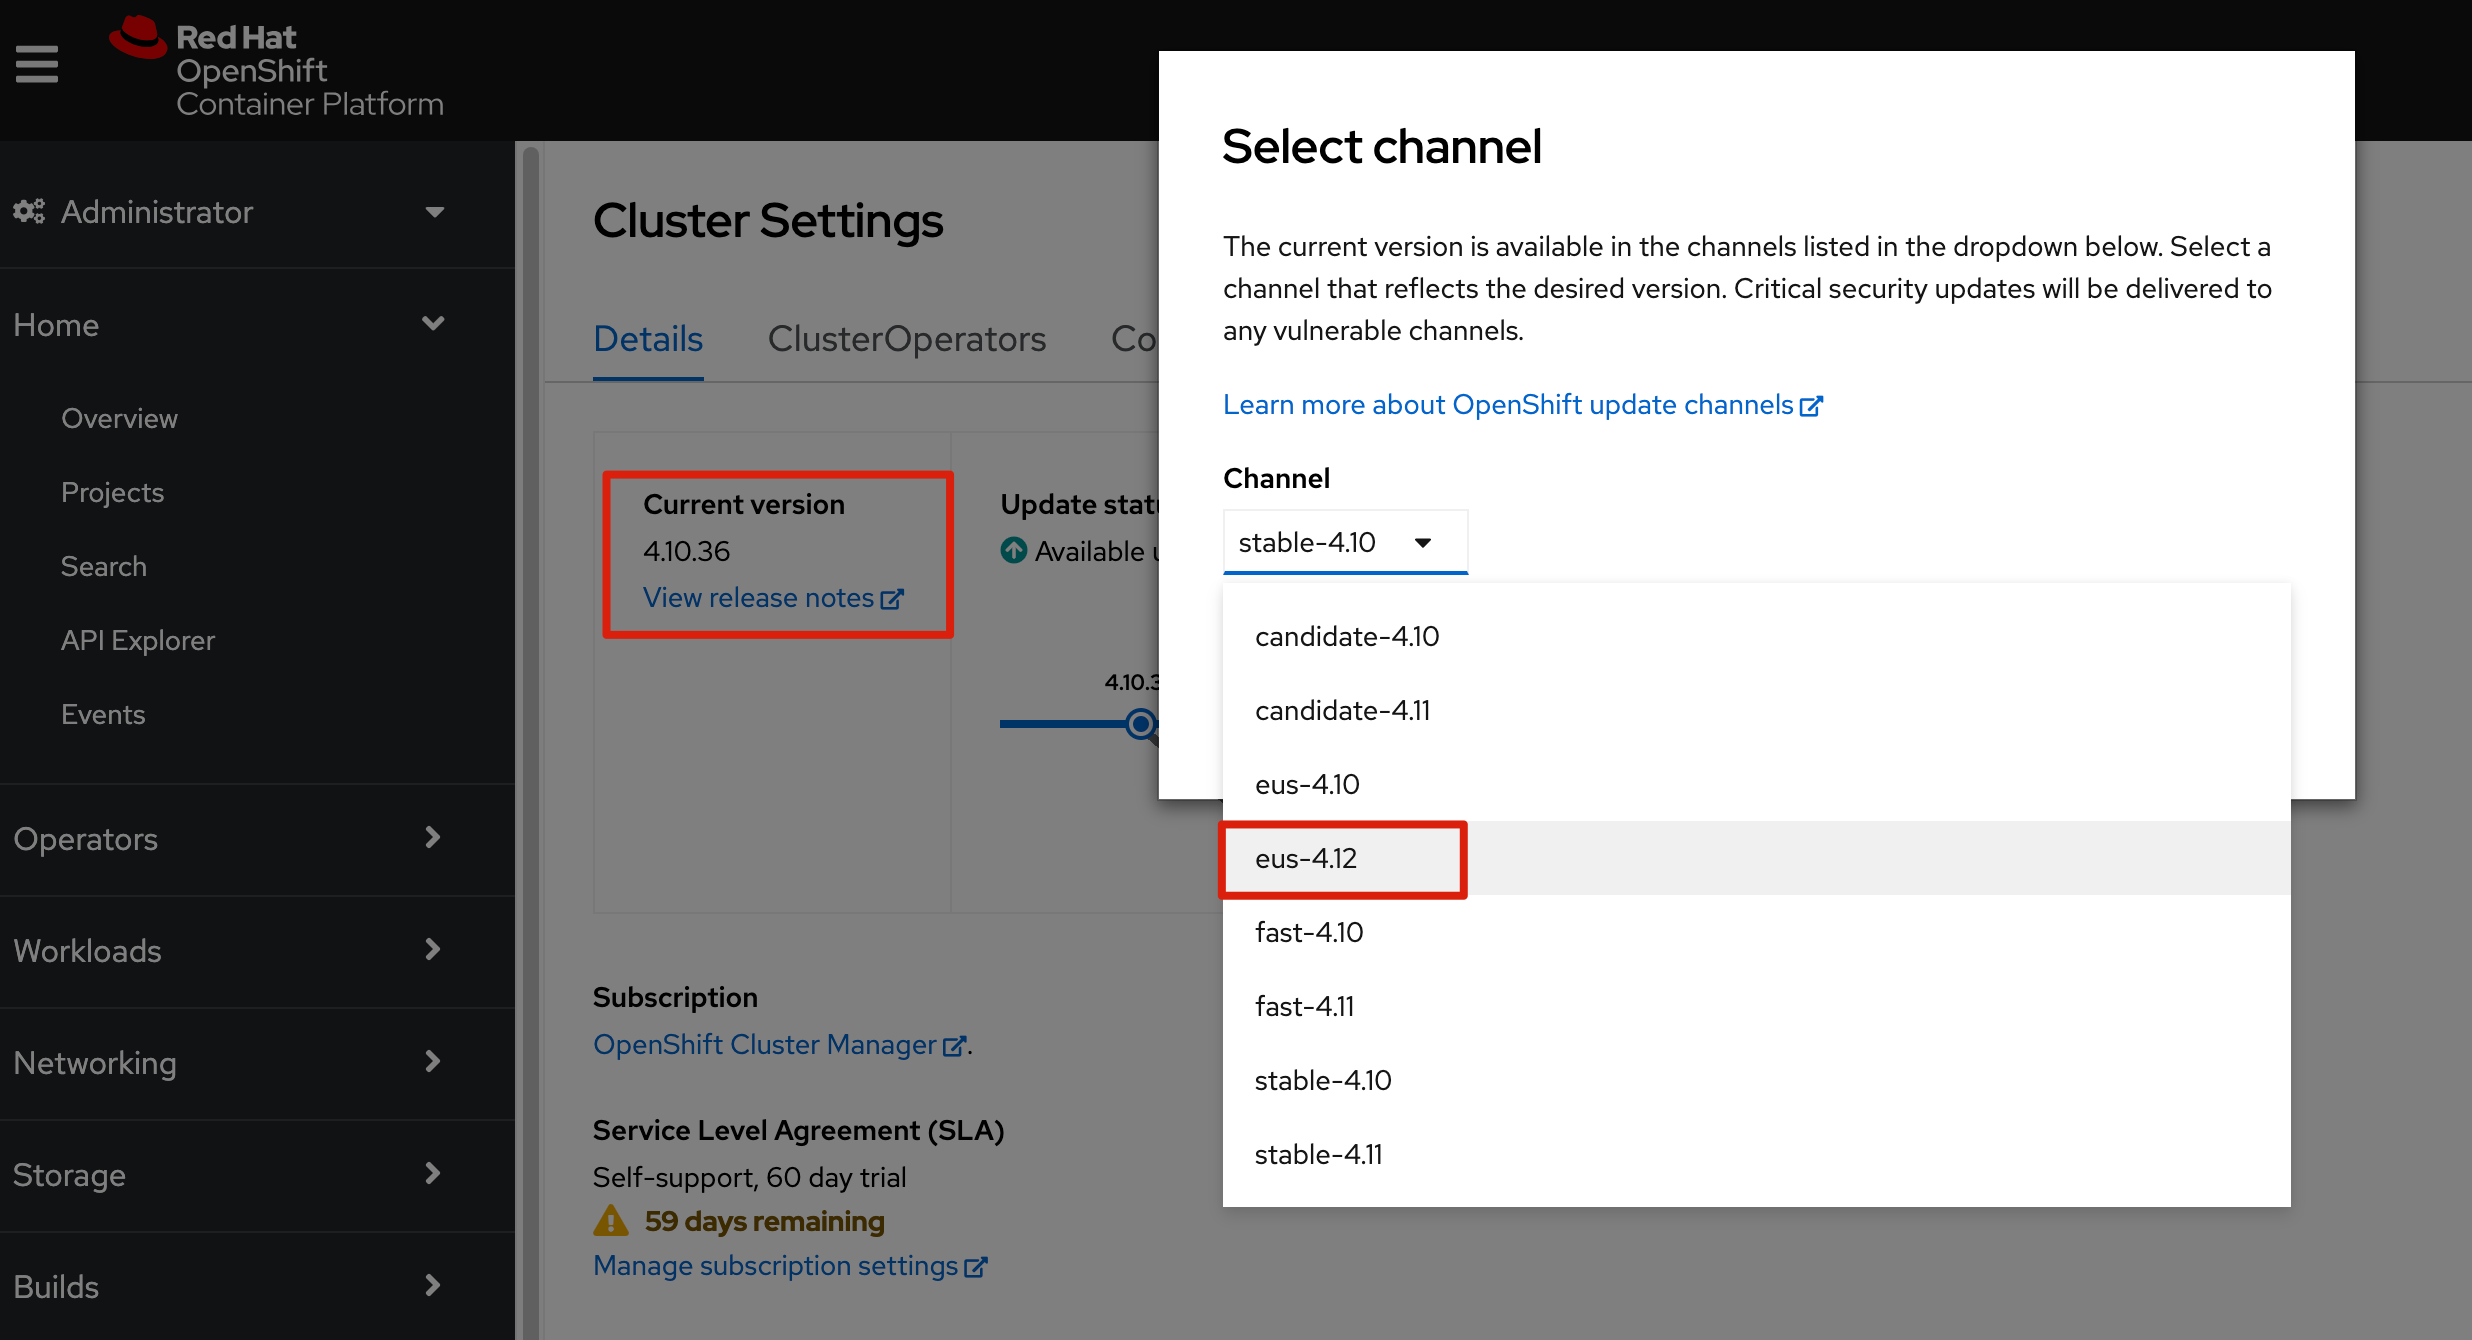 Red Hat
OpenShift
Container Platform
Administrator
Home
Overview
Projects
Search
API Explorer
Events
Operators
Workloads
Networking
Storage
Builds
Cluster Settings
Details
ClusterOperators
Co
Current version
4.10.36
View release notes
Update stat
Available
4.10.3
Subscription
OpenShift Cluster Manager.
Service Level Agreement (SLA)
Self-support, 60 day trial
59 days remaining
Manage subscription settings
Select channel
The current version is available in the channels listed in the dropdown below. Select a
channel that reflects the desired version. Critical security updates will be delivered to
any vulnerable channels.
Learn more about OpenShift update channels
Channel
stable-4.10
candidate-4.10
candidate-4.11
eus-4.10
eus-4.12
fast-4.10
fast-4.11
stable-4.10
stable-4.11